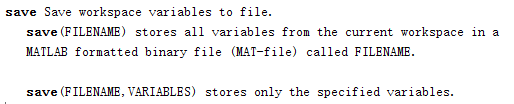 save Save workspace variables to file.
save(FILENAME) stores all variables from the current workspace in a
MATLAB formatted binary file (MAT-file) called FILENAME.
save(FILENAME,VARIABLES) stores only the specified variables.